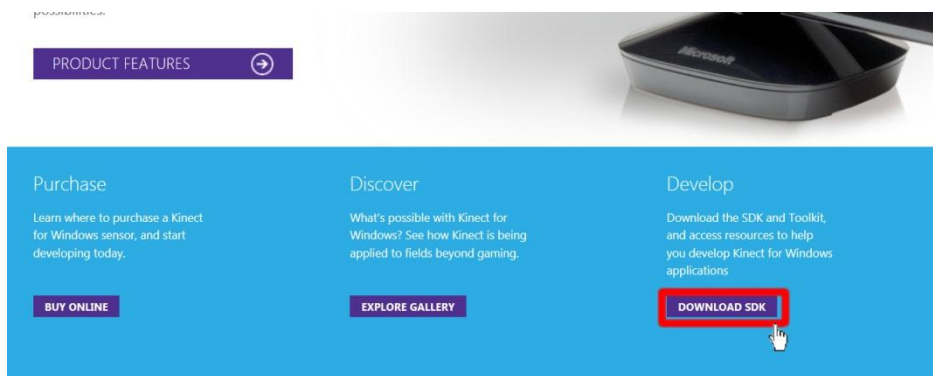 possibilities.
PRODUCT FEATURES
Microsoft
Purchase
Learn where to purchase a Kinect
for Windows sensor, and start
developing today.
BUY ONLINE
Discover
What's possible with Kinect for
Windows? See how Kinect is being
applied to fields beyond gaming.
EXPLORE GALLERY
Develop
Download the SDK and Toolkit,
and access resources to help
you develop Kinect for Windows
applications
DOWNLOAD SDK